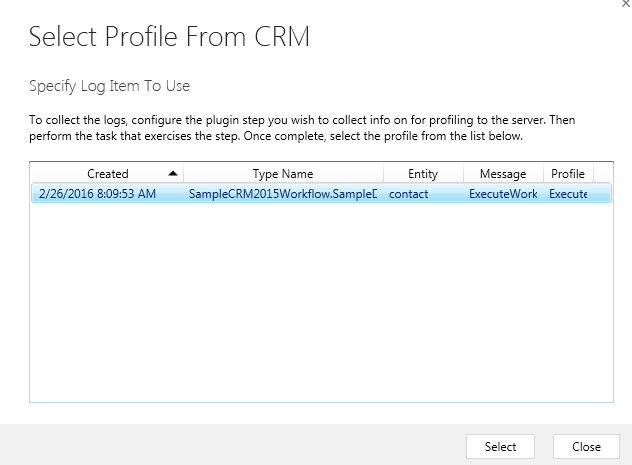 Select Profile From CRM
Specify Log Item To Use
To collect the logs, configure the plugin step you wish to collect info on for profiling to the server. Then
perform the task that exercises the step. Once complete, select the profile from the list below.
Created Type Name Entity Message Profile
2/26/2016 8:09:53 AM SampleCRM2015Workflow.SampleD contact ExecuteWork Execute
Select Close